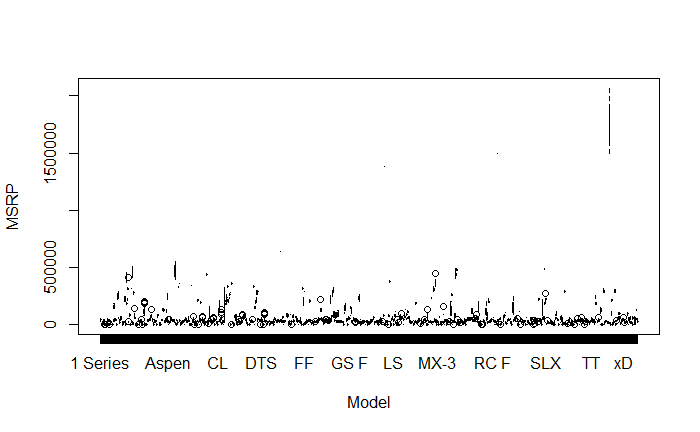 MSRP
1500000
500000
0
1 Series Aspen CL DTS FF GS F LS MX-3 RC F SLX TT xD
Model